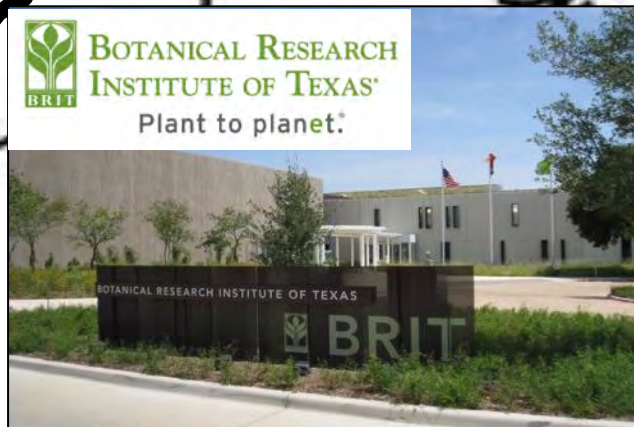 BOTANICAL RESEARCH
INSTITUTE OF TEXAS®
BRIT
Plant to planet.®
BOTANICAL RESEARCH INSTITUTE OF TEXAS
BRIT